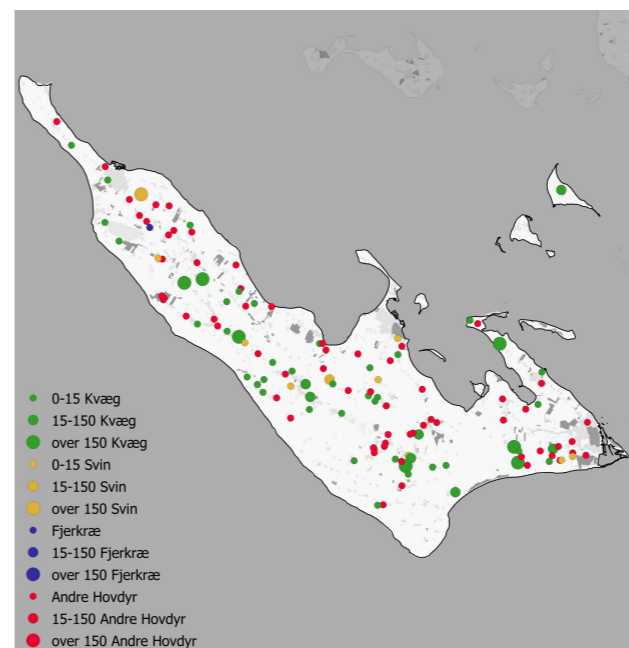 0-15 Kvæg
15-150 Kvæg
over 150 Kvæg
0-15 Svin
15-150 Svin
over 150 Svin
Fjerkræ
15-150 Fjerkræ
over 150 Fjerkræ
Andre Hovdyr
15-150 Andre Hovdyr
over 150 Andre Hovdyr